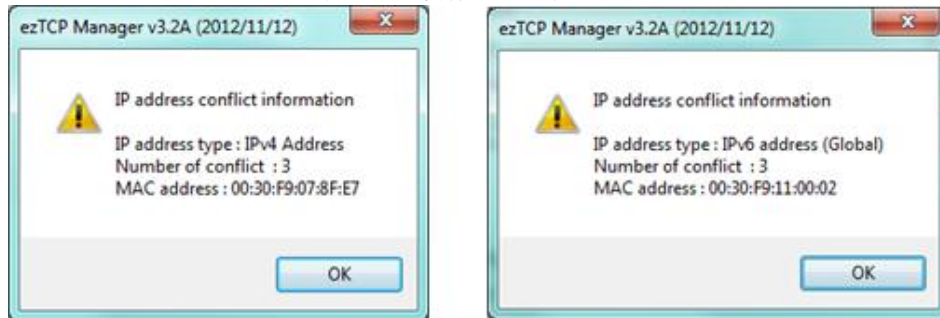 ezTCP Manager v3.2A (2012/11/12)
IP address conflict information
IP address type : IPv4 Address
Number of conflict : 3
MAC address : 00:30:F9:07:8F:E7
OK
ezTCP Manager v3.2A (2012/11/12)
IP address conflict information
IP address type : IPv6 address (Global)
Number of conflict : 3
MAC address : 00:30:F9:11:00:02
OK